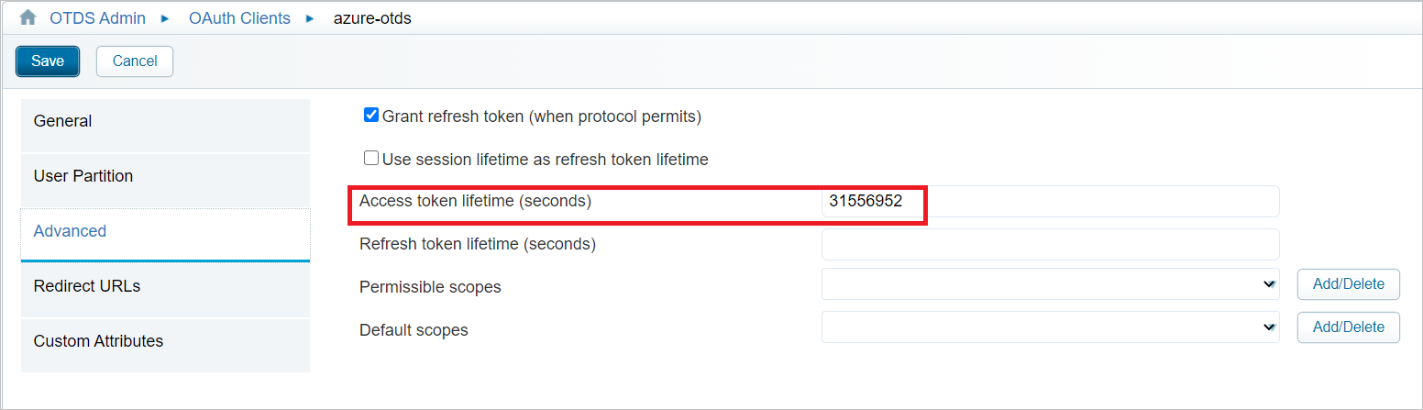 OTDS Admin OAuth Clients azure-otds
Save Cancel
General
User Partition
Advanced
Redirect URLs
Custom Attributes
Grant refresh token (when protocol permits)
Use session lifetime as refresh token lifetime
Access token lifetime (seconds) 31556952
Refresh token lifetime (seconds)
Permissible scopes Add/Delete
Default scopes Add/Delete